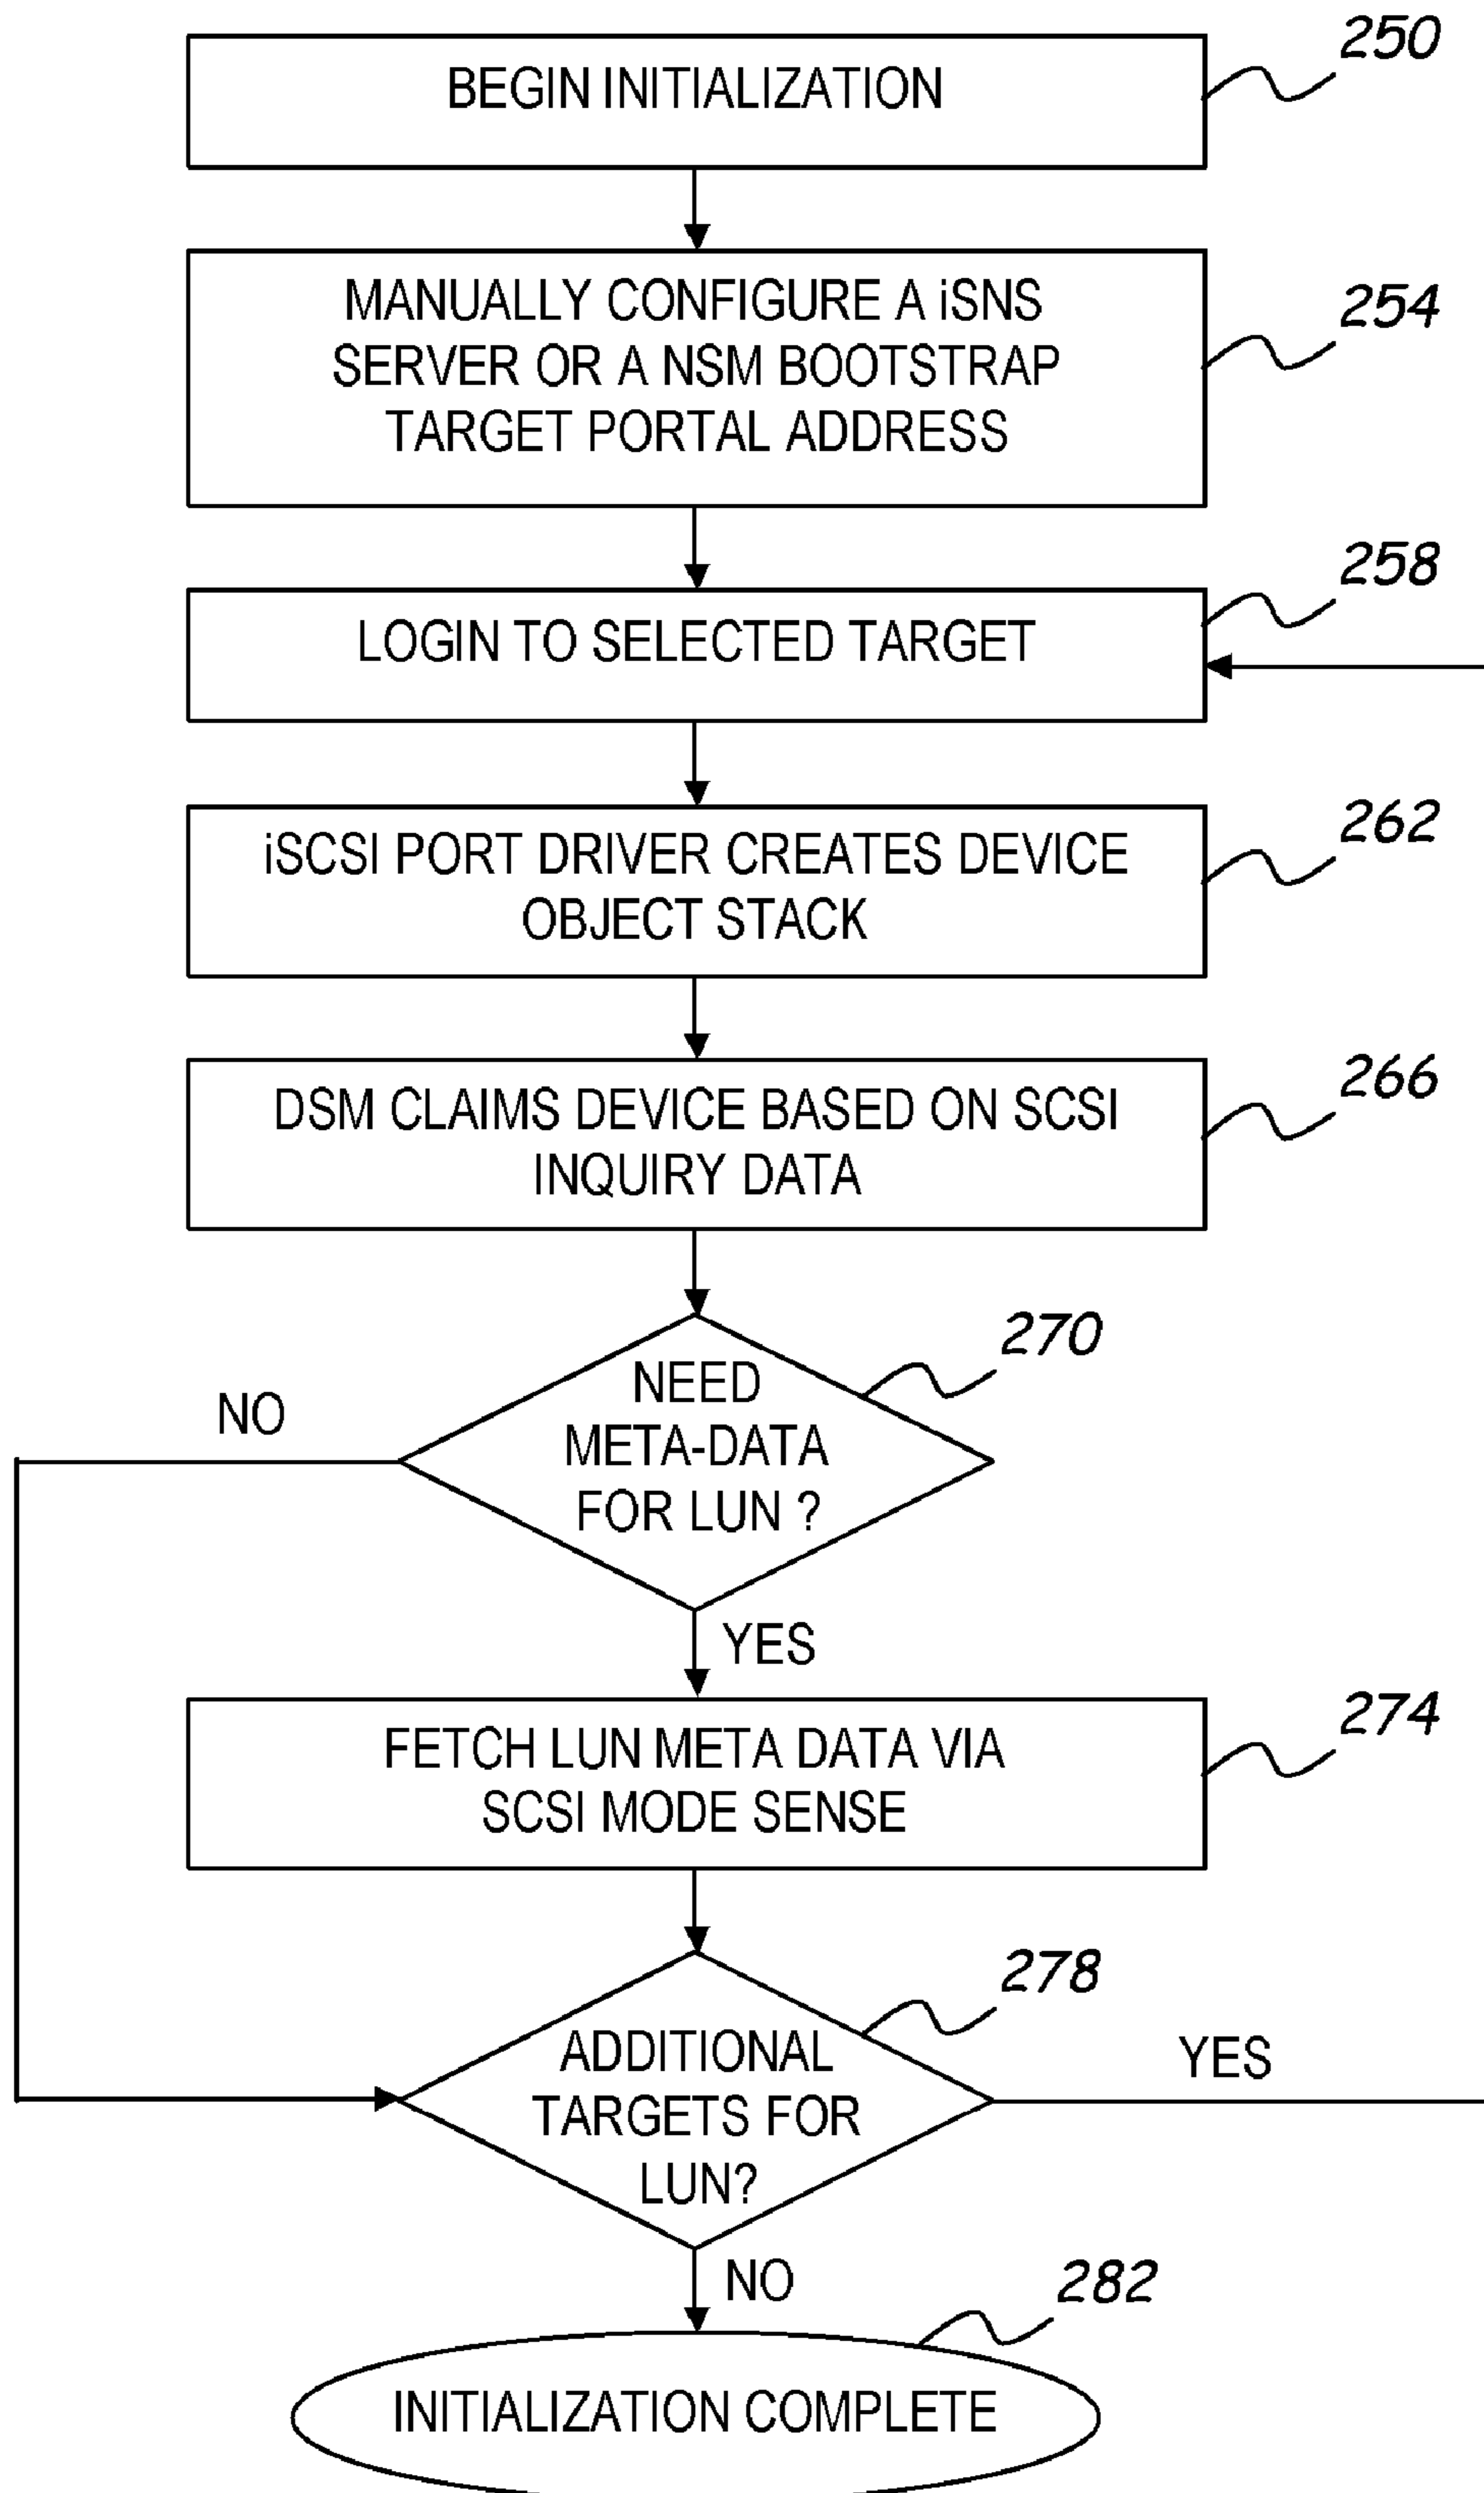 250
BEGIN INITIALIZATION
254
MANUALLY CONFIGURE A iSNS
SERVER OR A NSM BOOTSTRAP
TARGET PORTAL ADDRESS
258
LOGIN TO SELECTED TARGET
262
iSCSI PORT DRIVER CREATES DEVICE
OBJECT STACK
266
DSM CLAIMS DEVICE BASED ON SCSI
INQUIRY DATA
270
NEED
META-DATA
FOR LUN ?
NO
YES
274
FETCH LUN META DATA VIA
SCSI MODE SENSE
278
ADDITIONAL
TARGETS FOR
LUN?
YES
NO
282
INITIALIZATION COMPLETE